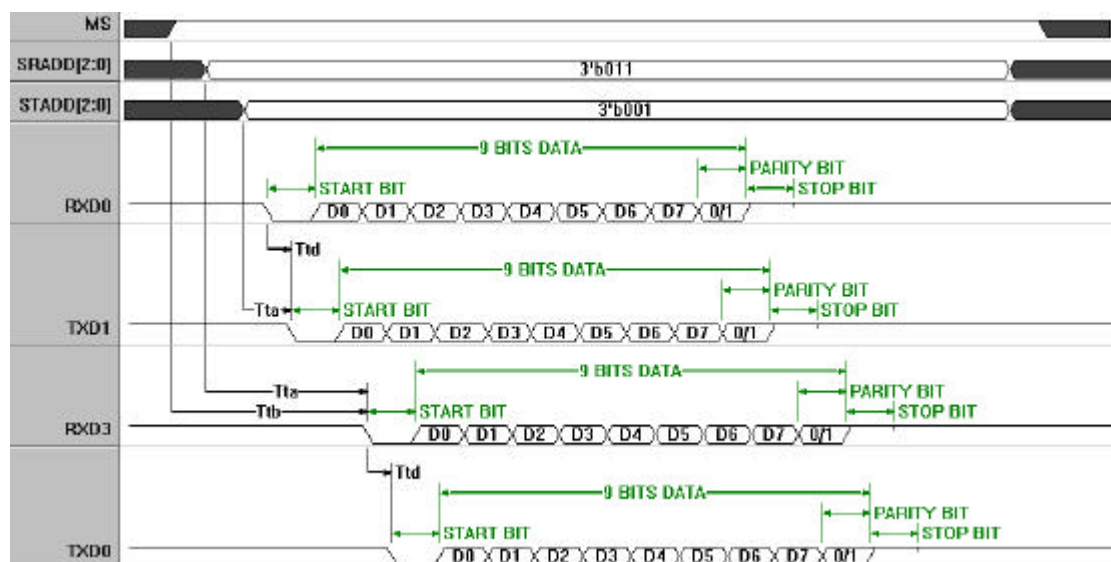 MS
SRADD[2:0] 3'b011
STADD[2:0] 3'b001
9 BITS DATA
PARITY BIT
START BIT STOP BIT
RXD0 D0 D1 D2 D3 D4 D5 D6 D7 0/1
Ttd
9 BITS DATA
PARITY BIT
Tta START BIT STOP BIT
TXD1 D0 D1 D2 D3 D4 D5 D6 D7 0/1
9 BITS DATA
Tta PARITY BIT
Ttb START BIT STOP BIT
RXD3 D0 D1 D2 D3 D4 D5 D6 D7 0/1
Ttd
9 BITS DATA
PARITY BIT
START BIT STOP BIT
TXD0 D0 D1 D2 D3 D4 D5 D6 D7 0/1